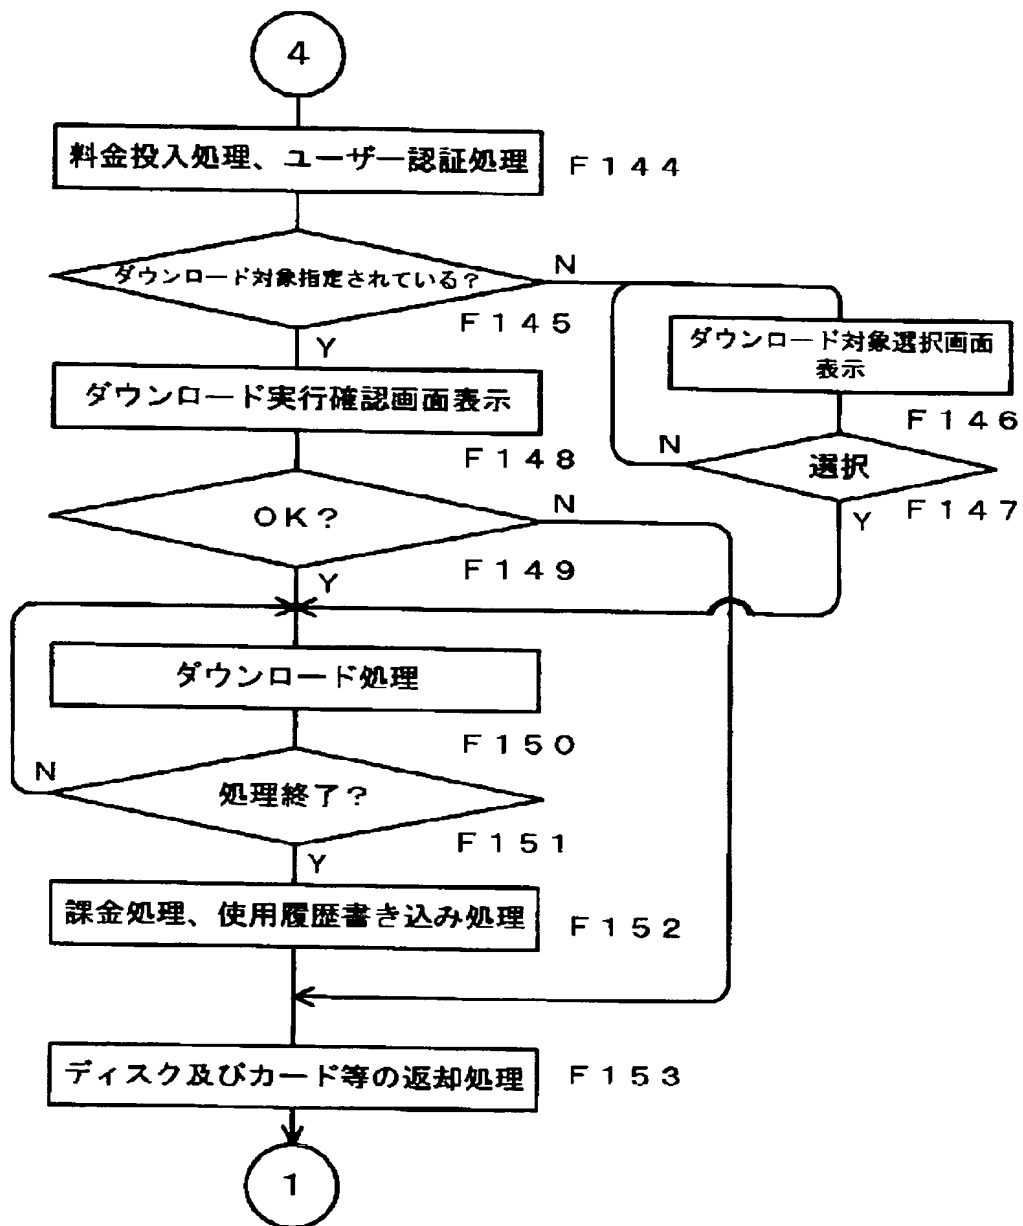 4
料金投入処理、ユーザー認証処理
F144
ダウンロード対象指定されている?
N
F145
Y
ダウンロード対象選択画面
表示
F146
ダウンロード実行確認画面表示
F148
N
選択
F147
Y
OK?
N
F149
Y
ダウンロード処理
F150
N
処理終了?
F151
Y
課金処理、使用履歴書き込み処理
F152
ディスク及びカード等の返却処理
F153
1